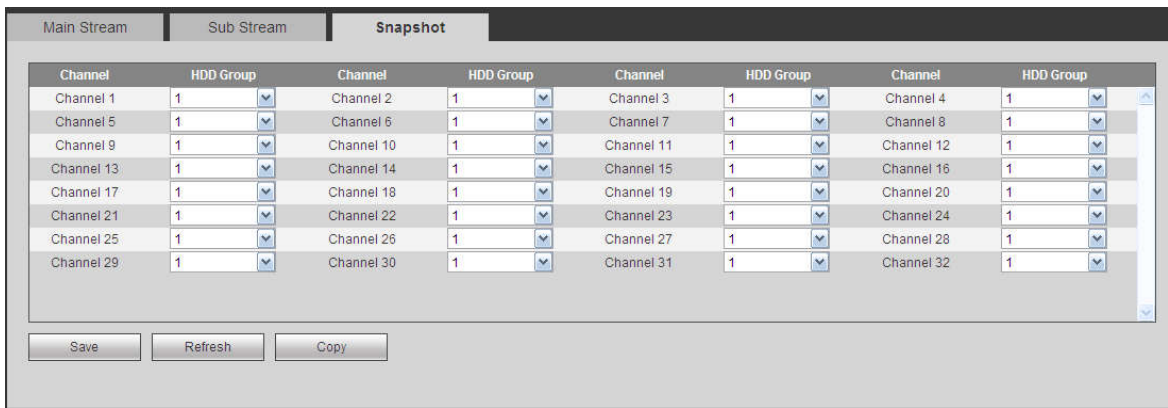 Main Stream Sub Stream Snapshot
Channel HDD Group Channel HDD Group Channel HDD Group Channel HDD Group
Channel 1 1 Channel 2 1 Channel 3 1 Channel 4 1
Channel 5 1 Channel 6 1 Channel 7 1 Channel 8 1
Channel 9 1 Channel 10 1 Channel 11 1 Channel 12 1
Channel 13 1 Channel 14 1 Channel 15 1 Channel 16 1
Channel 17 1 Channel 18 1 Channel 19 1 Channel 20 1
Channel 21 1 Channel 22 1 Channel 23 1 Channel 24 1
Channel 25 1 Channel 26 1 Channel 27 1 Channel 28 1
Channel 29 1 Channel 30 1 Channel 31 1 Channel 32 1
Save Refresh Copy